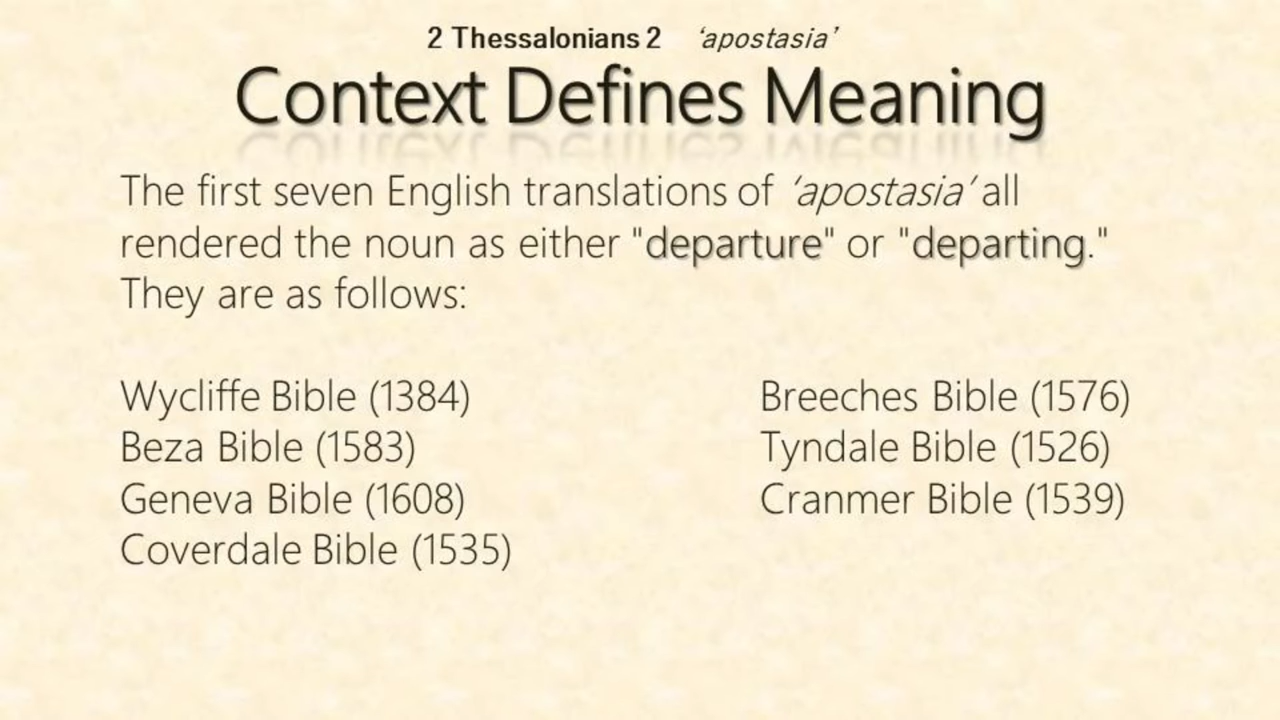 2 Thessalonians 2 ‘apostasia’
Context Defines Meaning
The first seven English translations of ‘apostasia’ all
rendered the noun as either "departure" or "departing."
They are as follows:
Wycliffe Bible (1384)
Beza Bible (1583)
Geneva Bible (1608)
Coverdale Bible (1535)
Breeches Bible (1576)
Tyndale Bible (1526)
Cranmer Bible (1539)